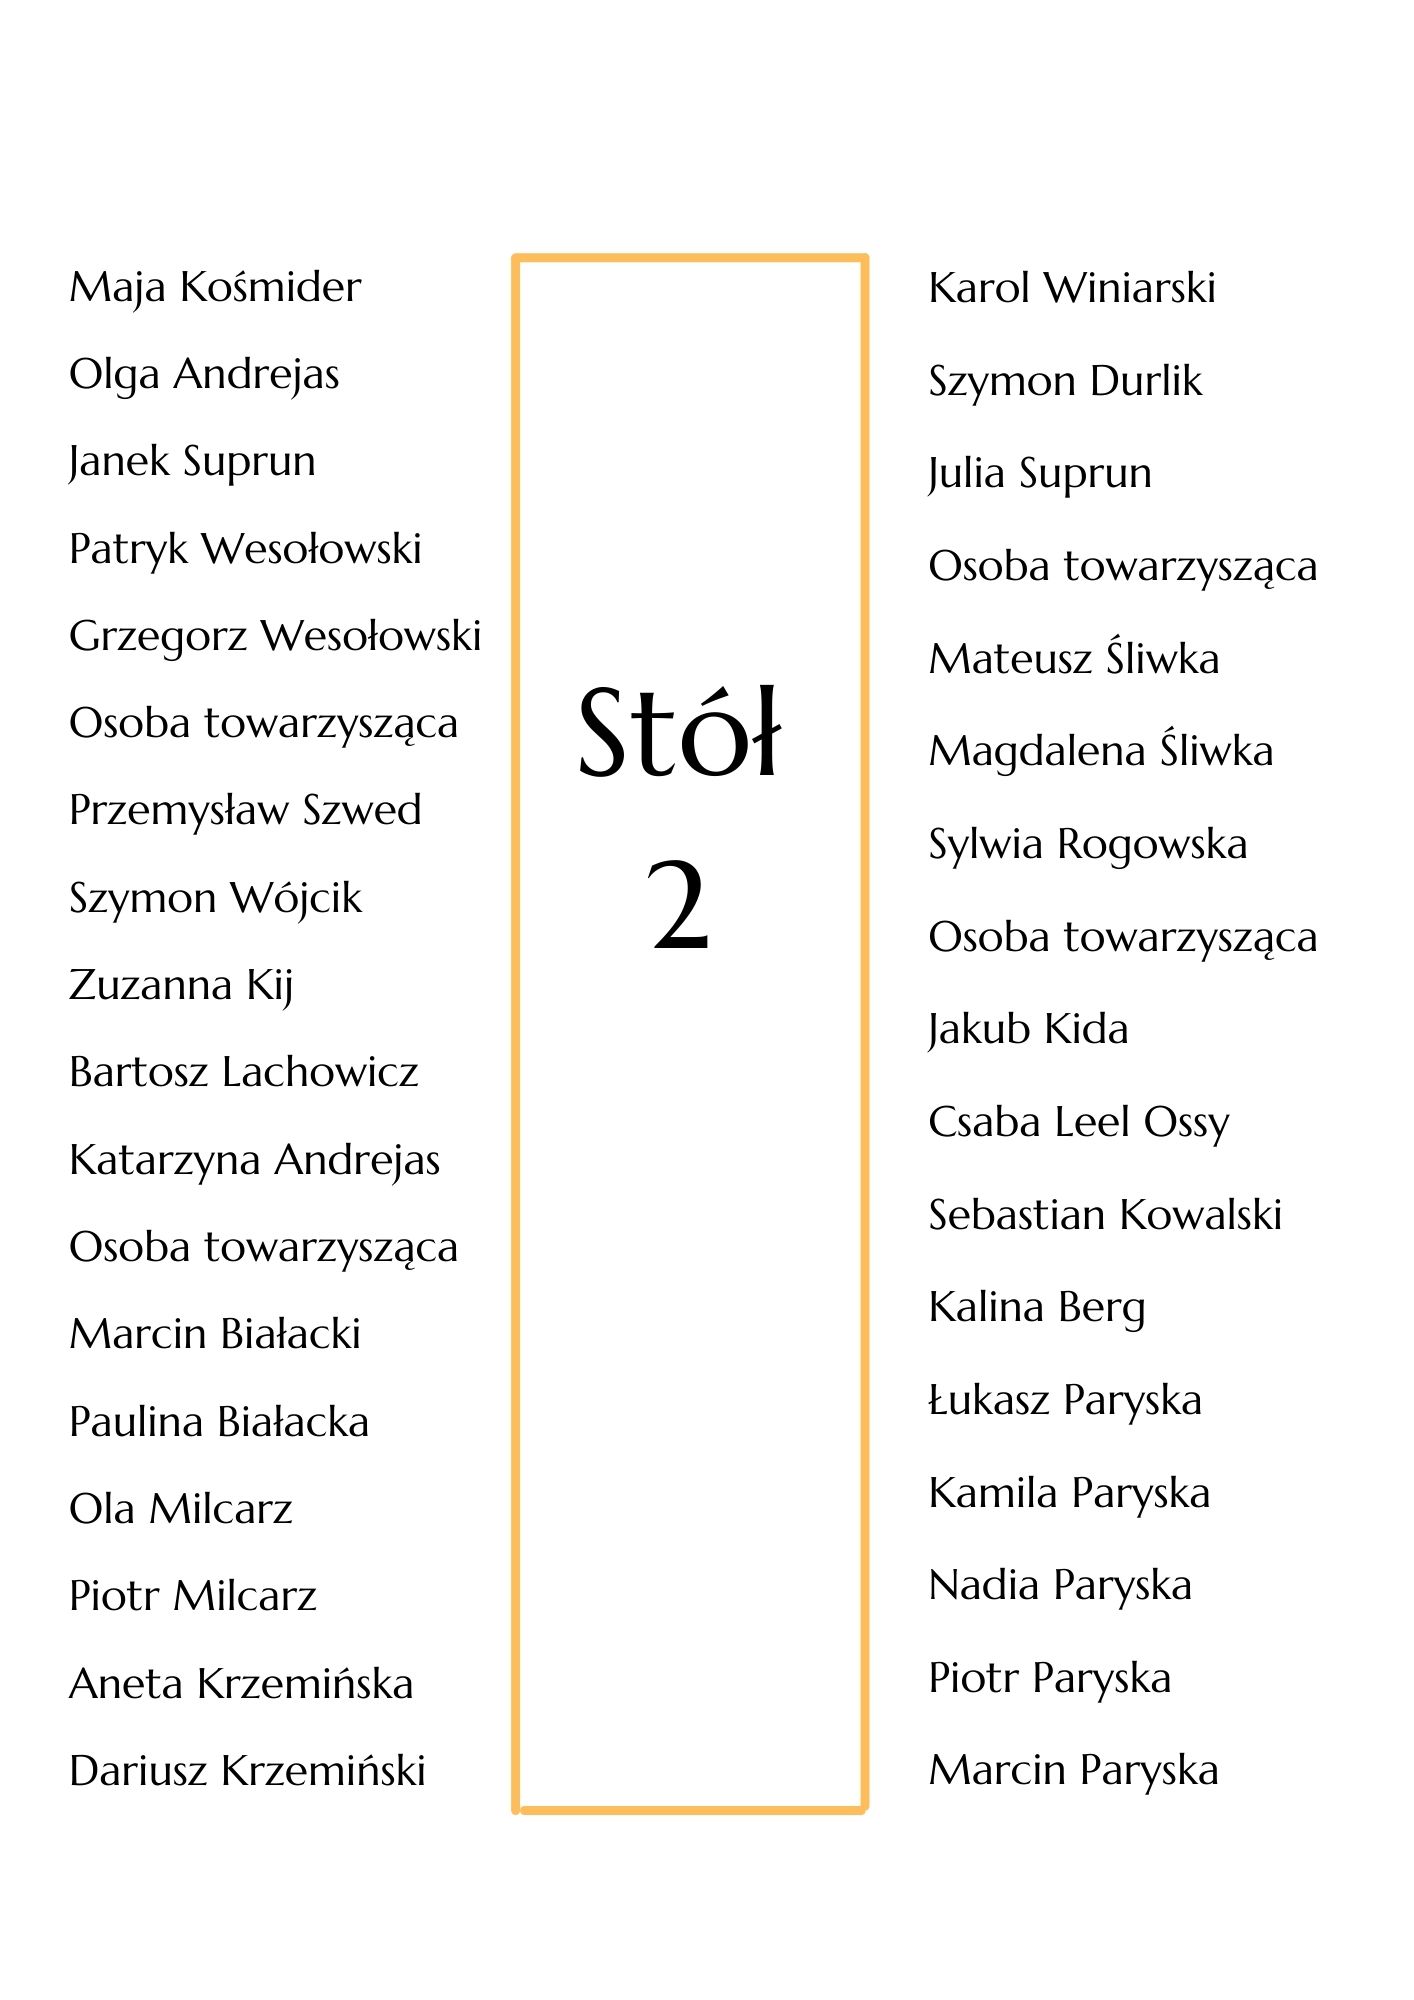 Maja Kośmider
Olga Andrejas
Janek Suprun
Patryk Wesołowski
Grzegorz Wesołowski
Osoba towarzysząca
Przemysław Szwed
Szymon Wójcik
Zuzanna Kij
Bartosz Lachowicz
Katarzyna Andrejas
Osoba towarzysząca
Marcin Białacki
Paulina Białacka
Ola Milcarz
Piotr Milcarz
Aneta Krzemińska
Dariusz Krzemiński
Stół
2
Karol Winiarski
Szymon Durlik
Julia Suprun
Osoba towarzysząca
Mateusz Śliwka
Magdalena Śliwka
Sylwia Rogowska
Osoba towarzysząca
Jakub Kida
Csaba Leel Ossy
Sebastian Kowalski
Kalina Berg
Łukasz Paryska
Kamila Paryska
Nadia Paryska
Piotr Paryska
Marcin Paryska